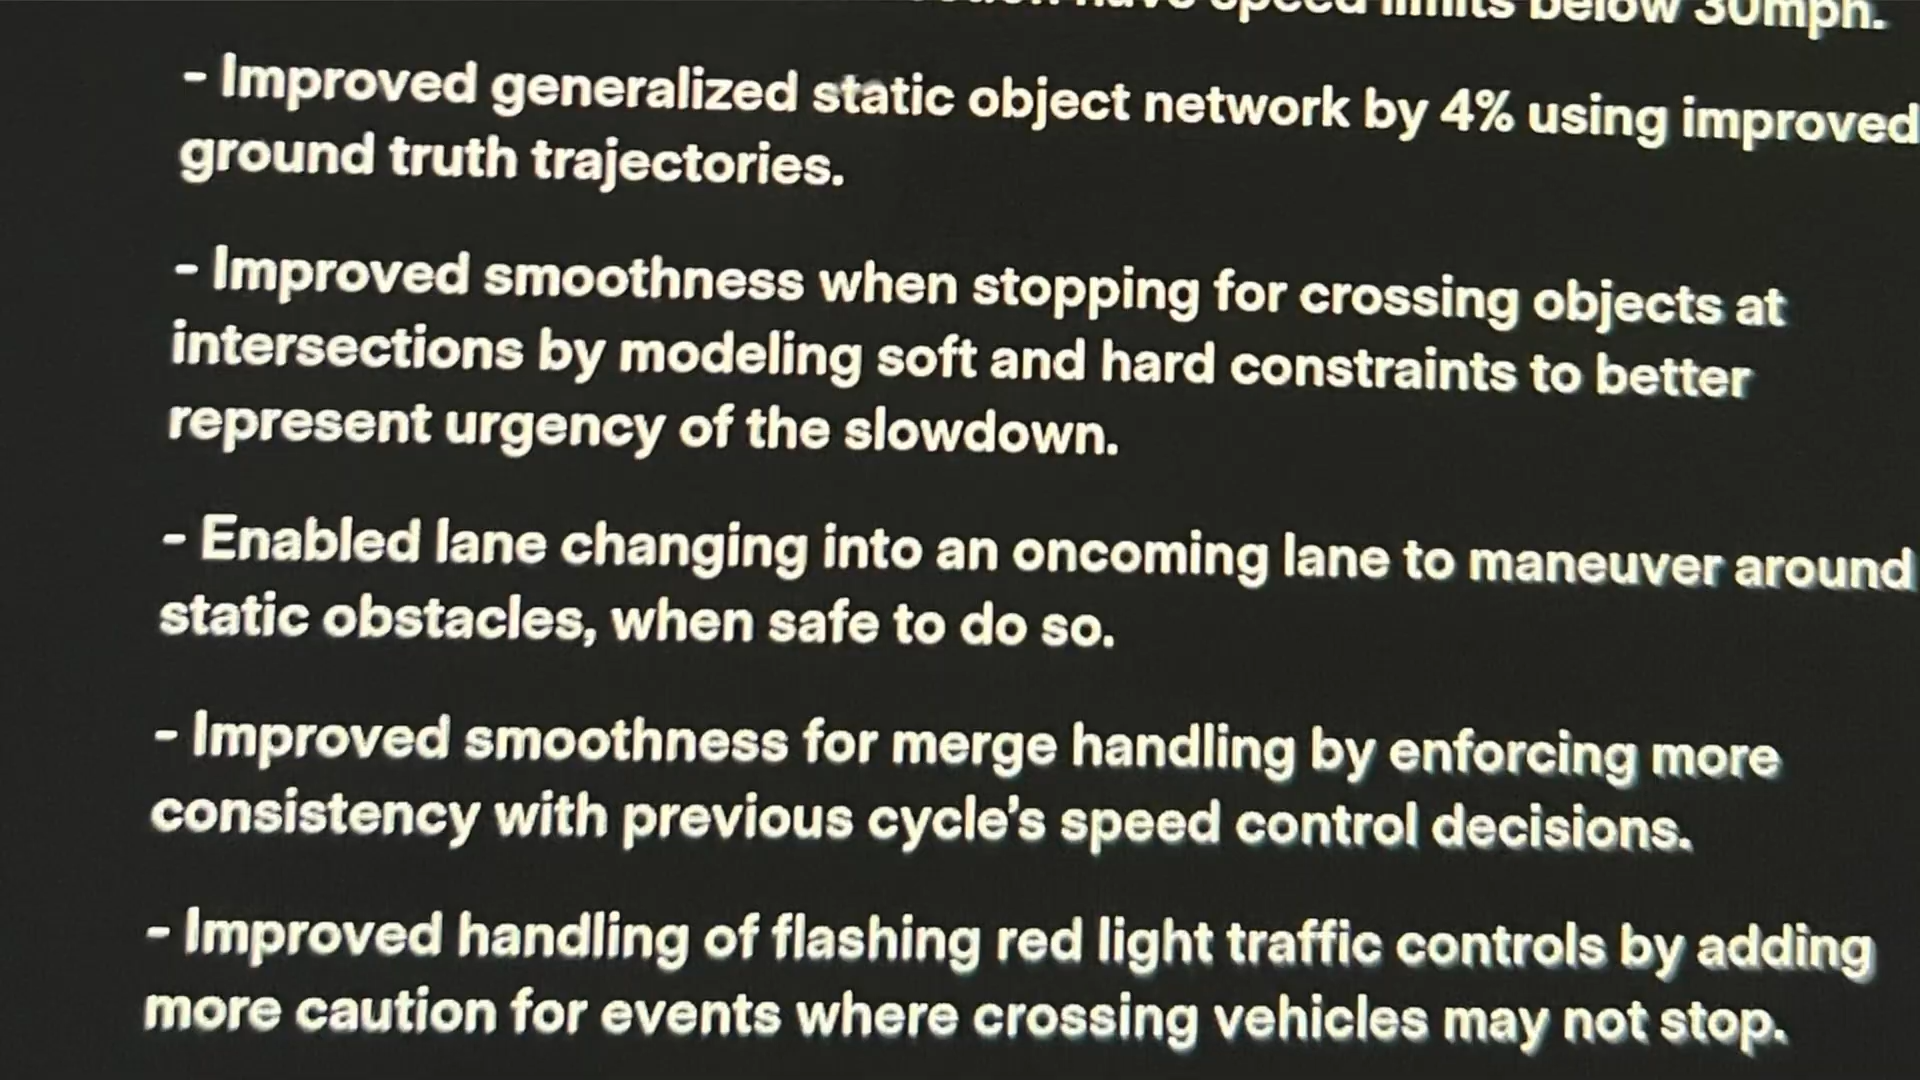 speed limits below 30mph.
- Improved generalized static object network by 4% using improved
ground truth trajectories.
- Improved smoothness when stopping for crossing objects at
intersections by modeling soft and hard constraints to better
represent urgency of the slowdown.
- Enabled lane changing into an oncoming lane to maneuver around
static obstacles, when safe to do so.
- Improved smoothness for merge handling by enforcing more
consistency with previous cycle’s speed control decisions.
- Improved handling of flashing red light traffic controls by adding
more caution for events where crossing vehicles may not stop.